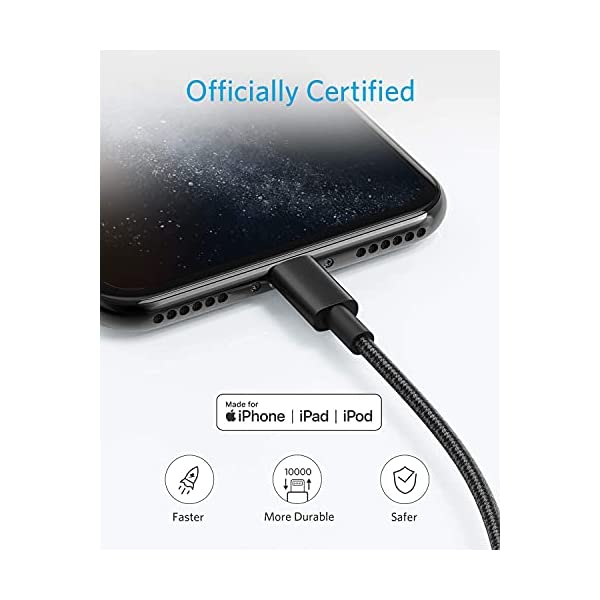 Officially Certified
Made for
iPhone | iPad | iPod
10000
Faster
More Durable
Safer